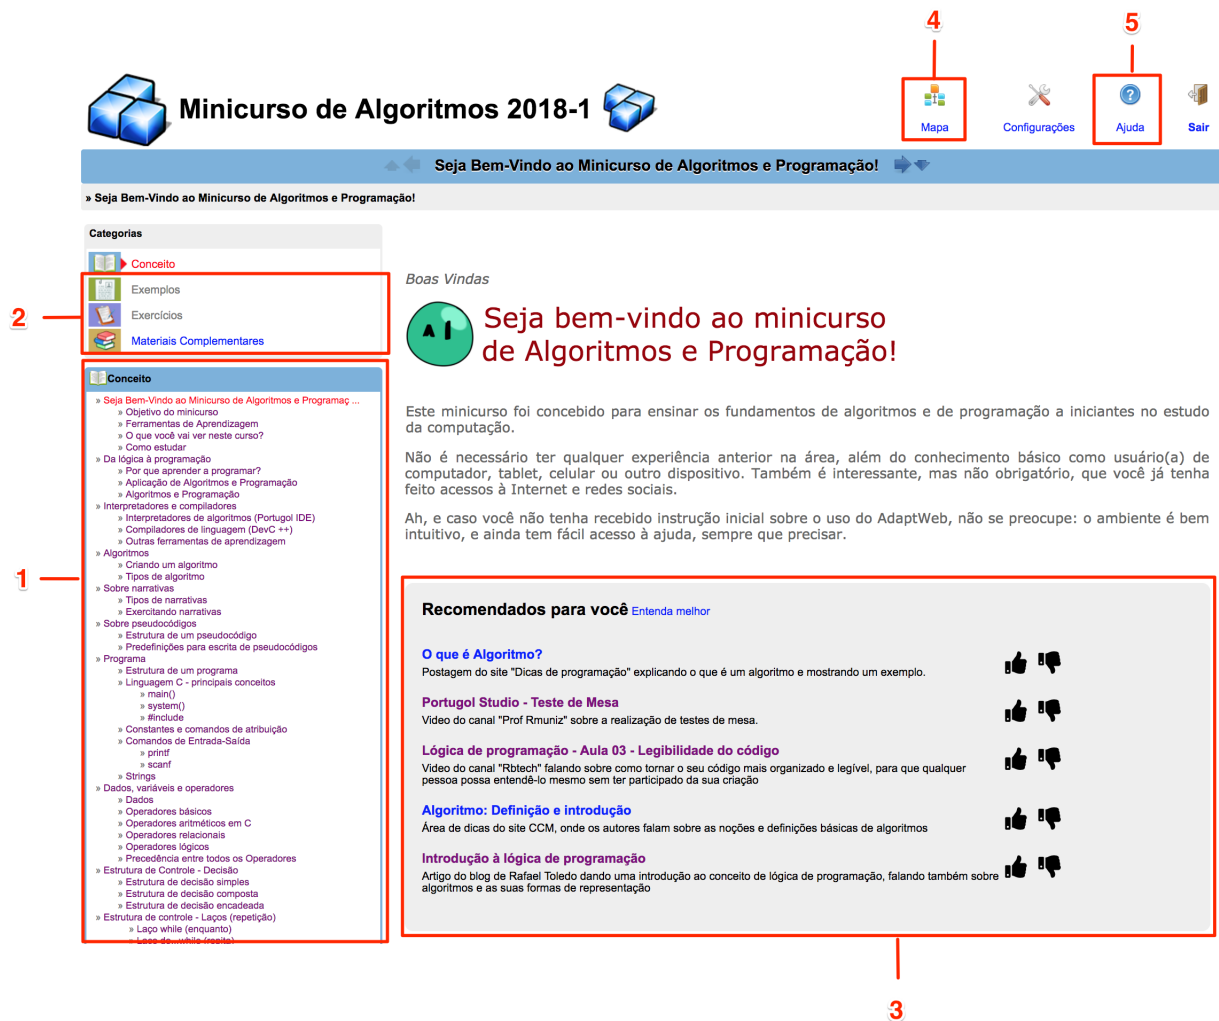 4
5
Minicurso de Algoritmos 2018-1
Mapa
Configurações
Ajuda
Sair
Seja Bem-Vindo ao Minicurso de Algoritmos e Programação!
» Seja Bem-Vindo ao Minicurso de Algoritmos e Programação!
Categorias
Conceito
Exemplos
Exercícios
Materiais Complementares
2
Conceito
» Seja Bem-Vindo ao Minicurso de Algoritmos e Programaç ...
» Objetivo do minicurso
» Ferramentas de Aprendizagem
» O que você vai ver neste curso?
» Como estudar
» Da lógica à programação
» Por que aprender a programar?
» Aplicação de Algoritmos e Programação
» Algoritmos e Programação
» Interpretadores e compiladores
» Interpretadores de algoritmos (Portugol IDE)
» Compiladores de linguagem (DevC ++)
» Outras ferramentas de aprendizagem
» Algoritmos
» Criando um algoritmo
» Tipos de algoritmo
» Sobre narrativas
» Tipos de narrativas
» Exercitando narrativas
» Sobre pseudocódigos
» Estrutura de um pseudocódigo
» Predefinições para escrita de pseudocódigos
» Programa
» Estrutura de um programa
» Linguagem C - principais conceitos
» main()
» system()
» #include
» Constantes e comandos de atribuição
» Comandos de Entrada-Saída
» printf
» scanf
» Strings
» Dados, variáveis e operadores
» Dados
» Operadores básicos
» Operadores aritméticos em C
» Operadores relacionais
» Operadores lógicos
» Precedência entre todos os Operadores
» Estrutura de Controle - Decisão
» Estrutura de decisão simples
» Estrutura de decisão composta
» Estrutura de decisão encadeada
» Estrutura de controle - Laços (repetição)
» Laço while (enquanto)
» Laço do...while (repita)
1
Boas Vindas
Seja bem-vindo ao minicurso
de Algoritmos e Programação!
Este minicurso foi concebido para ensinar os fundamentos de algoritmos e de programação a iniciantes no estudo
da computação.
Não é necessário ter qualquer experiência anterior na área, além do conhecimento básico como usuário(a) de
computador, tablet, celular ou outro dispositivo. Também é interessante, mas não obrigatório, que você já tenha
feito acessos à Internet e redes sociais.
Ah, e caso você não tenha recebido instrução inicial sobre o uso do AdaptWeb, não se preocupe: o ambiente é bem
intuitivo, e ainda tem fácil acesso à ajuda, sempre que precisar.
Recomendados para você Entenda melhor
O que é Algoritmo?
Postagem do site "Dicas de programação" explicando o que é um algoritmo e mostrando um exemplo.
Portugol Studio - Teste de Mesa
Video do canal "Prof Rmuniz" sobre a realização de testes de mesa.
Lógica de programação - Aula 03 - Legibilidade do código
Video do canal "Rbtech" falando sobre como tornar o seu código mais organizado e legível, para que qualquer
pessoa possa entendê-lo mesmo sem ter participado da sua criação
Algoritmo: Definição e introdução
Área de dicas do site CCM, onde os autores falam sobre as noções e definições básicas de algoritmos
Introdução à lógica de programação
Artigo do blog de Rafael Toledo dando uma introdução ao conceito de lógica de programação, falando também sobre
algoritmos e as suas formas de representação
3